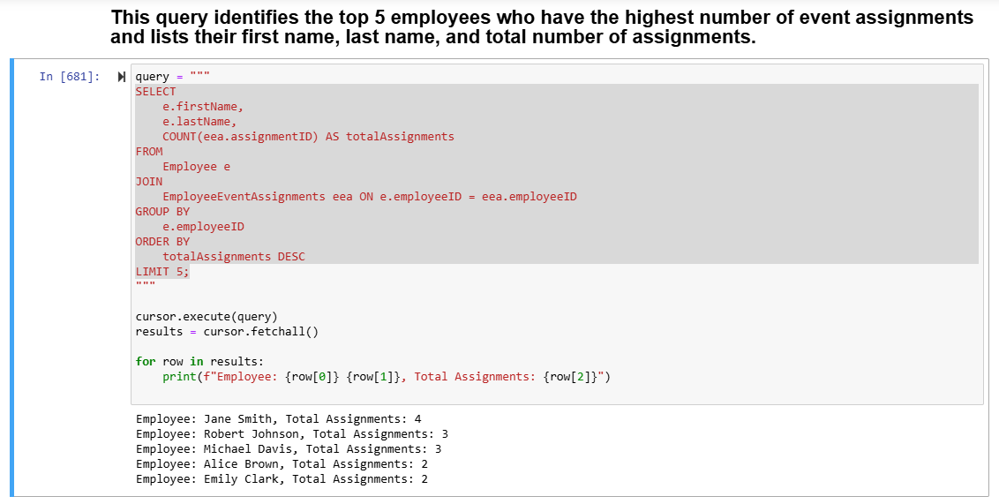 This query identifies the top 5 employees who have the highest number of event assignments
and lists their first name, last name, and total number of assignments.
In [681]:
query = """
SELECT
    e.firstName,
    e.lastName,
    COUNT(eea.assignmentID) AS totalAssignments
FROM
    Employee e
JOIN
    EmployeeEventAssignments eea ON e.employeeID = eea.employeeID
GROUP BY
    e.employeeID
ORDER BY
    totalAssignments DESC
LIMIT 5;
"""
cursor.execute(query)
results = cursor.fetchall()
for row in results:
    print(f"Employee: {row[0]} {row[1]}, Total Assignments: {row[2]}")
Employee: Jane Smith, Total Assignments: 4
Employee: Robert Johnson, Total Assignments: 3
Employee: Michael Davis, Total Assignments: 3
Employee: Alice Brown, Total Assignments: 2
Employee: Emily Clark, Total Assignments: 2